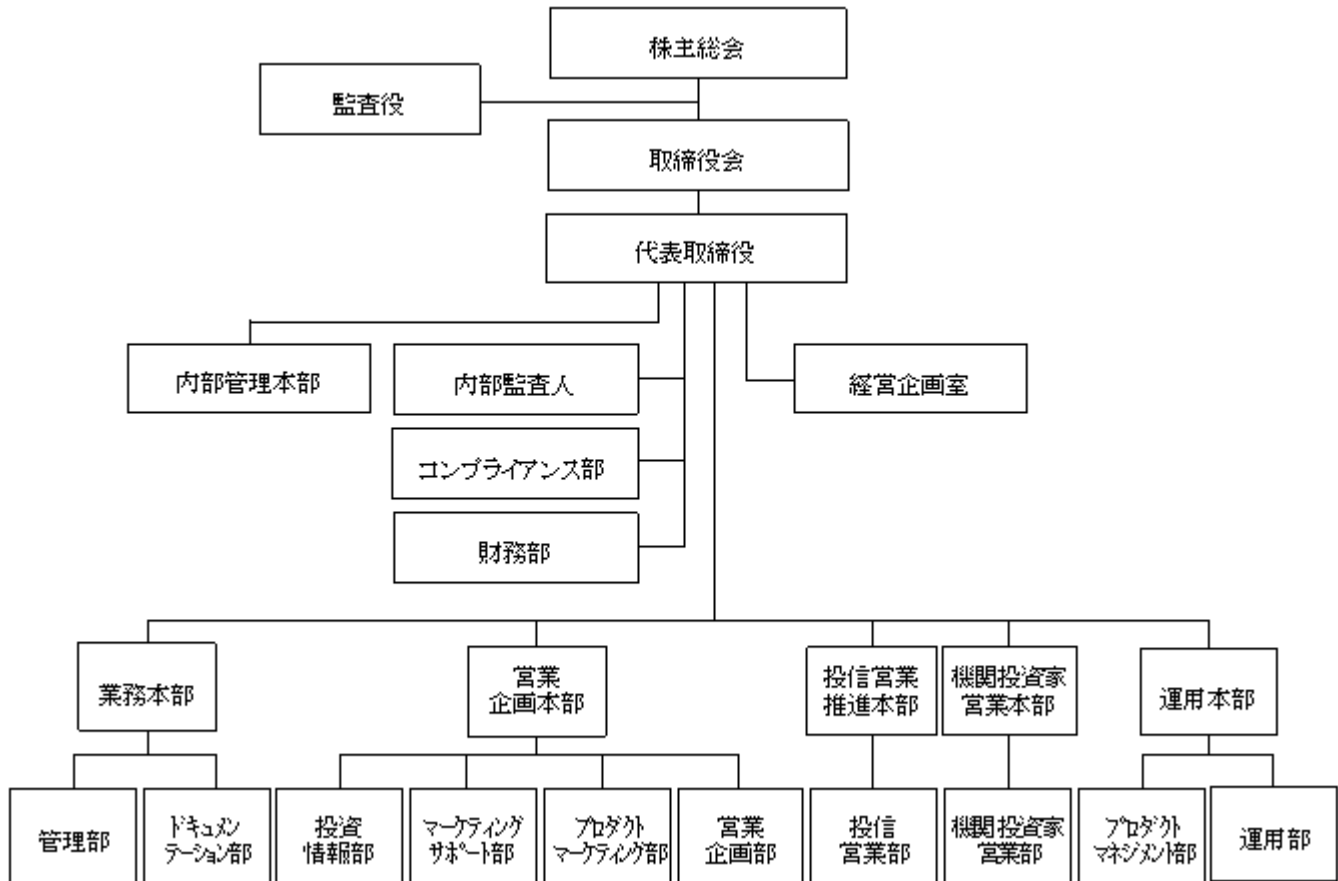 株主総会
監査役
取締役会
代表取締役
内部管理本部
内部監査人
経営企画室
コンプライアンス部
財務部
業務本部
営業
企画本部
投信営業
推進本部
機関投資家
営業本部
運用本部
管理部
ドキュメン
テーション部
投資
情報部
マーケティング
サポート部
プロダクト
マーケティング部
営業
企画部
投信
営業部
機関投資家
営業部
プロダクト
マネジメント部
運用部